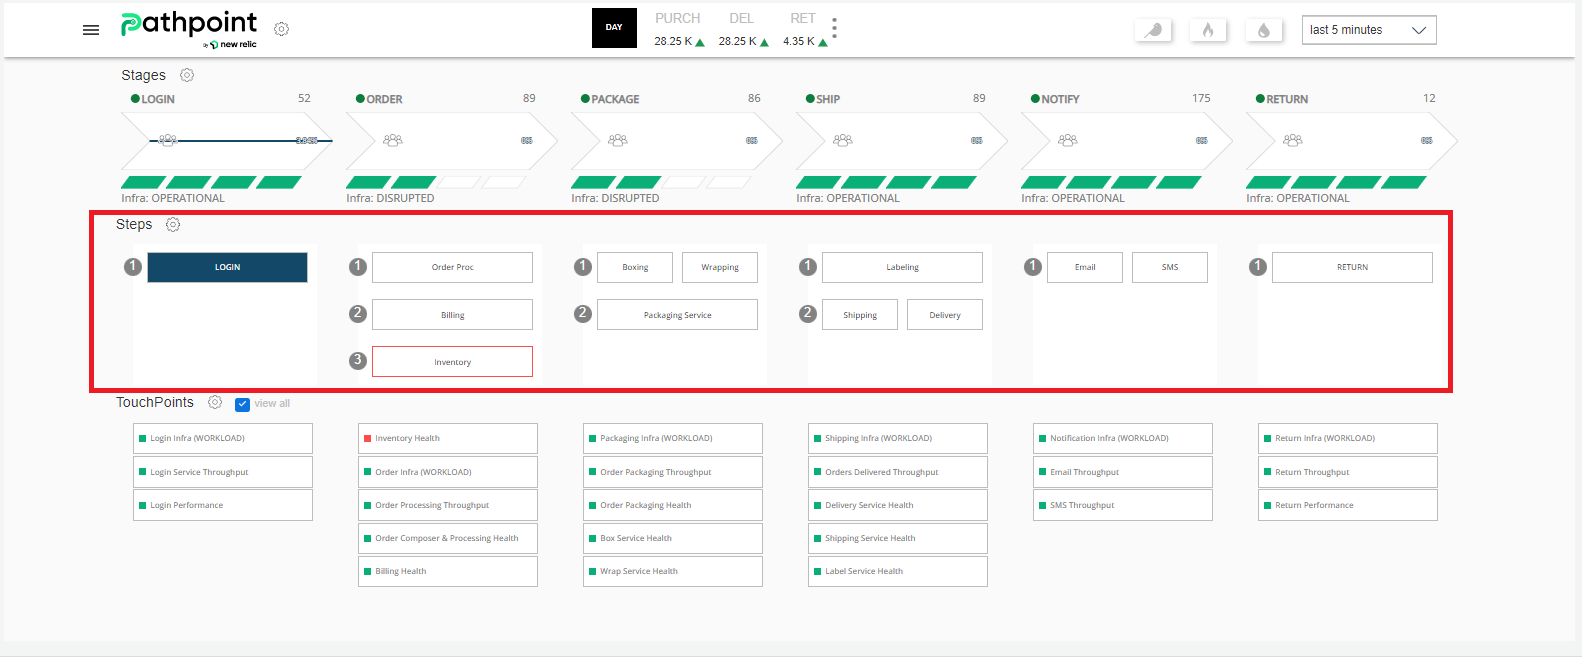 Pathpoint
by new relic
DAY
PURCH DEL RET
28.25 K 28.25 K 4.35 K
last 5 minutes
Stages
LOGIN 52 ORDER 89 PACKAGE 86 SHIP 89 NOTIFY 175 RETURN 12
Infra: OPERATIONAL Infra: DISRUPTED Infra: DISRUPTED Infra: OPERATIONAL Infra: OPERATIONAL Infra: OPERATIONAL
Steps
1 LOGIN 1 Order Proc 1 Boxing Wrapping 1 Labeling 1 Email SMS 1 RETURN
2 Billing 2 Packaging Service 2 Shipping Delivery
3 Inventory
TouchPoints view all
Login Infra (WORKLOAD) Inventory Health Packaging Infra (WORKLOAD) Shipping Infra (WORKLOAD) Notification Infra (WORKLOAD) Return Infra (WORKLOAD)
Login Service Throughput Order Infra (WORKLOAD) Order Packaging Throughput Orders Delivered Throughput Email Throughput Return Throughput
Login Performance Order Processing Throughput Order Packaging Health Delivery Service Health SMS Throughput Return Performance
Order Composer & Processing Health Box Service Health Shipping Service Health
Billing Health Wrap Service Health Label Service Health